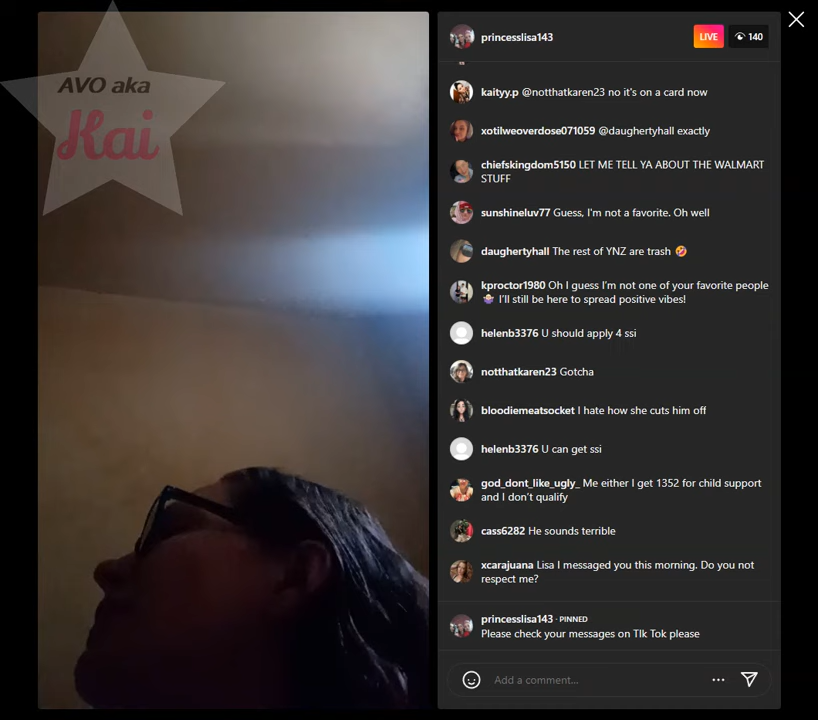 AVO aka
Kai
princesslisa143
LIVE
140
kaityy.p @notthatkaren23 no it's on a card now
xotilweoverdose071059 @daughertyhall exactly
chiefskingdom5150 LET ME TELL YA ABOUT THE WALMART
STUFF
sunshineluv77 Guess, I'm not a favorite. Oh well
daughertyhall The rest of YNZ are trash 🤣
kproctor1980 Oh I guess I'm not one of your favorite people
🤷🏻‍♀️ I'll still be here to spread positive vibes!
helenb3376 U should apply 4 ssi
notthatkaren23 Gotcha
bloodiemeatsocket I hate how she cuts him off
helenb3376 U can get ssi
god_dont_like_ugly_ Me either I get 1352 for child support
and I don't qualify
cass6282 He sounds terrible
xcarajuana Lisa I messaged you this morning. Do you not
respect me?
princesslisa143 · PINNED
Please check your messages on TIk Tok please
Add a comment...